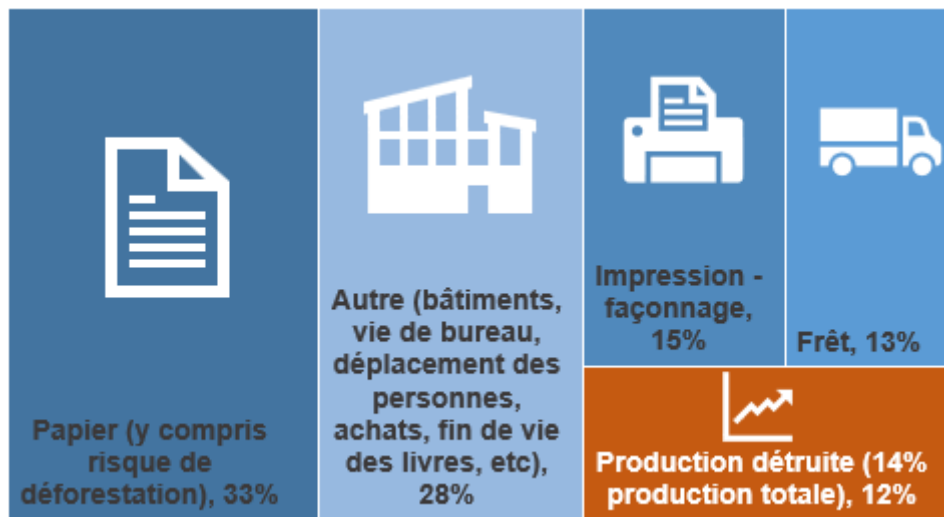 Papier (y compris
risque de
déforestation), 33%
Autre (bâtiments,
vie de bureau,
déplacement des
personnes,
achats, fin de vie
des livres, etc),
28%
Impression -
façonnage,
15%
Frêt, 13%
Production détruite (14%
production totale), 12%